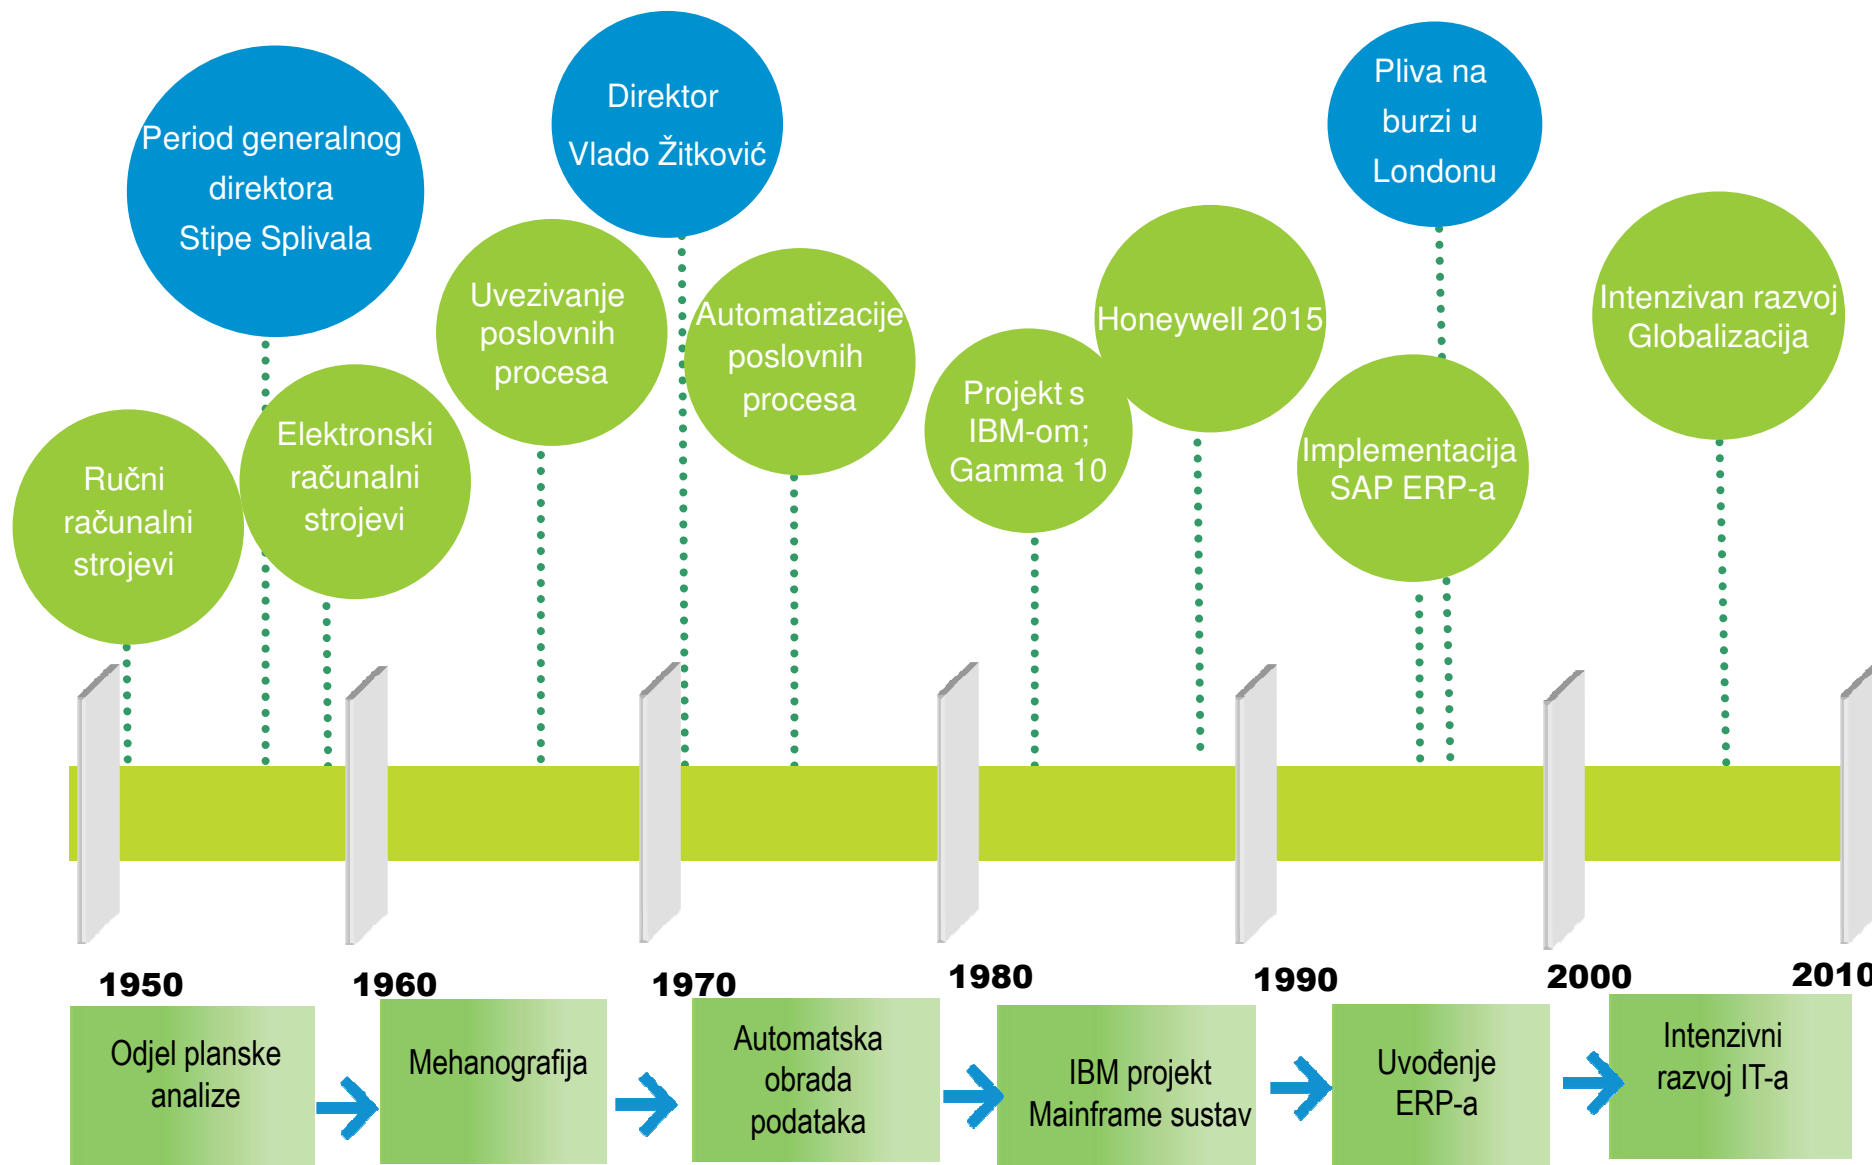 Period generalnog
direktora
Stipe Splivala
Direktor
Vlado Žitković
Pliva na
burzi u
Londonu
Ručni
računalni
strojevi
Elektronski
računalni
strojevi
Uvezivanje
poslovnih
procesa
Automatizacije
poslovnih
procesa
Projekt s
IBM-om;
Gamma 10
Honeywell 2015
Implementacija
SAP ERP-a
Intenzivan razvoj
Globalizacija
1950
1960
1970
1980
1990
2000
2010
Odjel planske
analize
Mehanografija
Automatska
obrada
podataka
IBM projekt
Mainframe sustav
Uvođenje
ERP-a
Intenzivni
razvoj IT-a